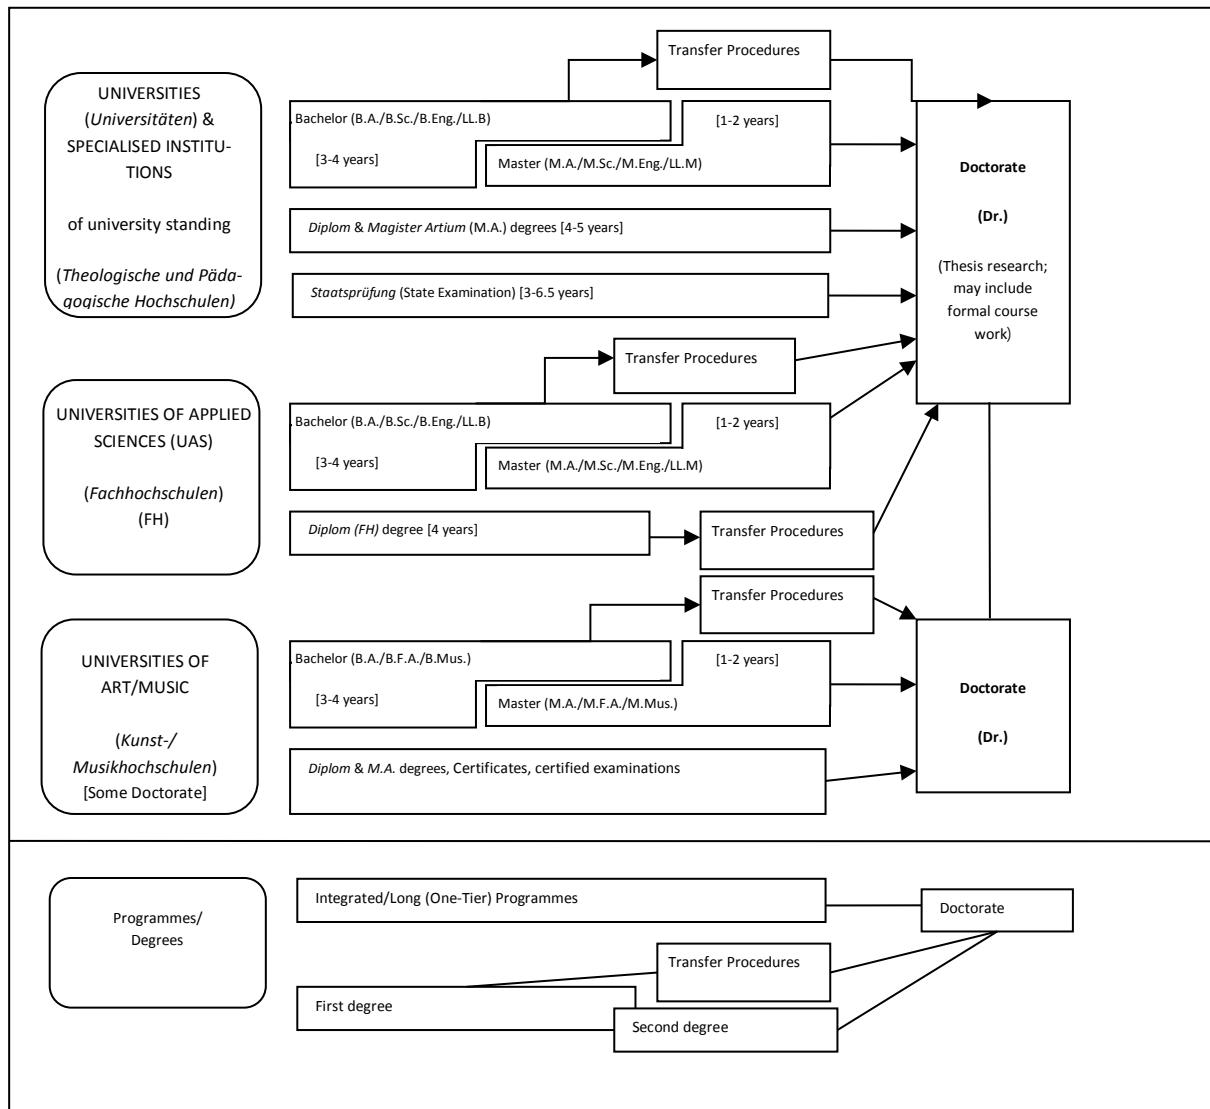 Transfer Procedures
UNIVERSITIES
(Universitäten) &
SPECIALISED INSTITU-
TIONS
of university standing
(Theologische und Päda-
gogische Hochschulen)
Bachelor (B.A./B.Sc./B.Eng./LL.B)
[3-4 years]
[1-2 years]
Master (M.A./M.Sc./M.Eng./LL.M)
Diplom & Magister Artium (M.A.) degrees [4-5 years]
Staatsprüfung (State Examination) [3-6.5 years]
Doctorate
(Dr.)
(Thesis research;
may include
formal course
work)
Transfer Procedures
UNIVERSITIES OF APPLIED
SCIENCES (UAS)
(Fachhochschulen)
(FH)
Bachelor (B.A./B.Sc./B.Eng./LL.B)
[3-4 years]
[1-2 years]
Master (M.A./M.Sc./M.Eng./LL.M)
Diplom (FH) degree [4 years]
Transfer Procedures
Transfer Procedures
UNIVERSITIES OF
ART/MUSIC
(Kunst-/
Musikhochschulen)
[Some Doctorate]
Bachelor (B.A./B.F.A./B.Mus.)
[3-4 years]
[1-2 years]
Master (M.A./M.F.A./M.Mus.)
Diplom & M.A. degrees, Certificates, certified examinations
Doctorate
(Dr.)
Programmes/
Degrees
Integrated/Long (One-Tier) Programmes
Doctorate
Transfer Procedures
First degree
Second degree